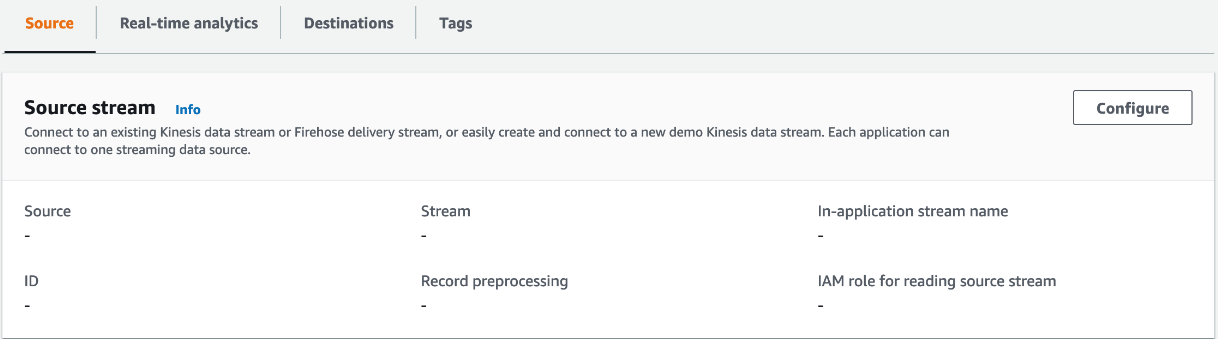 Source Real-time analytics Destinations Tags
Source stream Info
Configure
Connect to an existing Kinesis data stream or Firehose delivery stream, or easily create and connect to a new demo Kinesis data stream. Each application can
connect to one streaming data source.
Source Stream In-application stream name
- - -
ID Record preprocessing IAM role for reading source stream
- - -